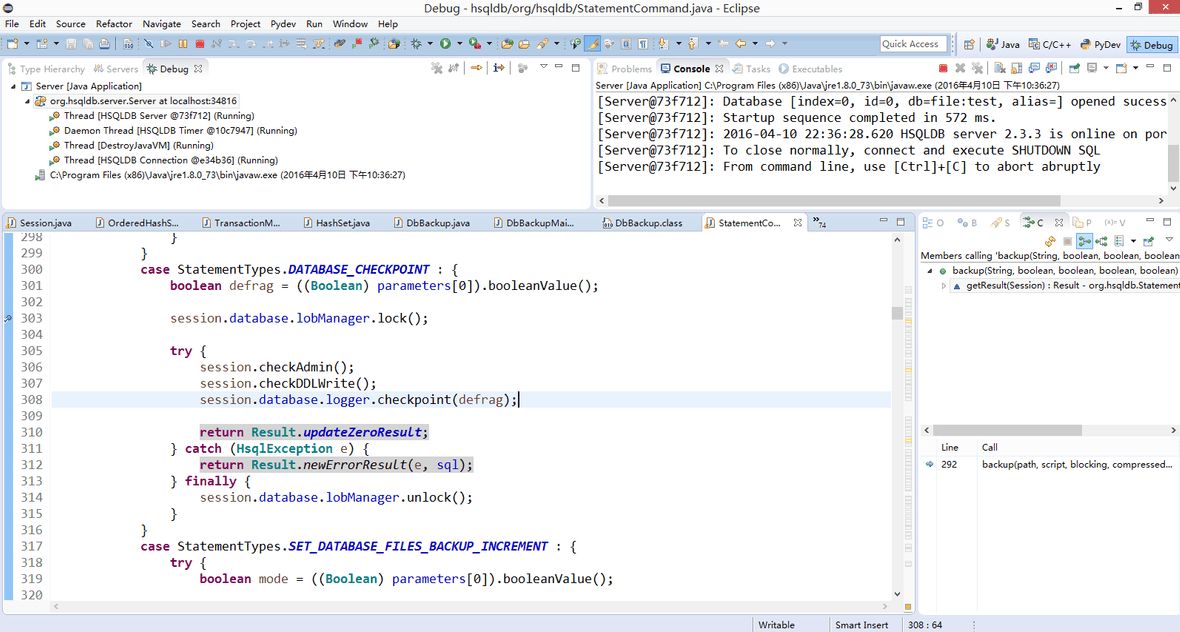 Debug - hsqldb/org/hsqldb/StatementCommand.java - Eclipse
File Edit Source Refactor Navigate Search Project Pydev Run Window Help
Quick Access Java C/C++ PyDev Debug
Type Hierarchy Servers Debug
Server [Java Application]
org.hsqldb.server.Server at localhost:34816
Thread [HSQLDB Server @73f712] (Running)
Daemon Thread [HSQLDB Timer @10c7947] (Running)
Thread [DestroyJavaVM] (Running)
Thread [HSQLDB Connection @e34b36] (Running)
C:\Program Files (x86)\Java\jre1.8.0_73\bin\javaw.exe (2016年4月10日 下午10:36:27)
Problems Console Tasks Executables
Server [Java Application] C:\Program Files (x86)\Java\jre1.8.0_73\bin\javaw.exe (2016年4月10日 下午10:36:27)
[Server@73f712]: Database [index=0, id=0, db=file:test, alias=] opened sucess
[Server@73f712]: Startup sequence completed in 572 ms.
[Server@73f712]: 2016-04-10 22:36:28.620 HSQLDB server 2.3.3 is online on por
[Server@73f712]: To close normally, connect and execute SHUTDOWN SQL
[Server@73f712]: From command line, use [Ctrl]+[C] to abort abruptly
Session.java OrderedHashS... TransactionM... HashSet.java DbBackup.java DbBackupMai... DbBackup.class StatementCo... »74
298 }
299 }
300 case StatementTypes.DATABASE_CHECKPOINT : {
301 boolean defrag = ((Boolean) parameters[0]).booleanValue();
302
303 session.database.lobManager.lock();
304
305 try {
306 session.checkAdmin();
307 session.checkDDLWrite();
308 session.database.logger.checkpoint(defrag);
309
310 return Result.updateZeroResult;
311 } catch (HsqlException e) {
312 return Result.newErrorResult(e, sql);
313 } finally {
314 session.database.lobManager.unlock();
315 }
316 }
317 case StatementTypes.SET_DATABASE_FILES_BACKUP_INCREMENT : {
318 try {
319 boolean mode = ((Boolean) parameters[0]).booleanValue();
320
O B S C P (x)= V
Members calling 'backup(String, boolean, boolean, boolean
backup(String, boolean, boolean, boolean, boolean)
getResult(Session) : Result - org.hsqldb.Statement
Line Call
292 backup(path, script, blocking, compressed...
Writable Smart Insert 308 : 64